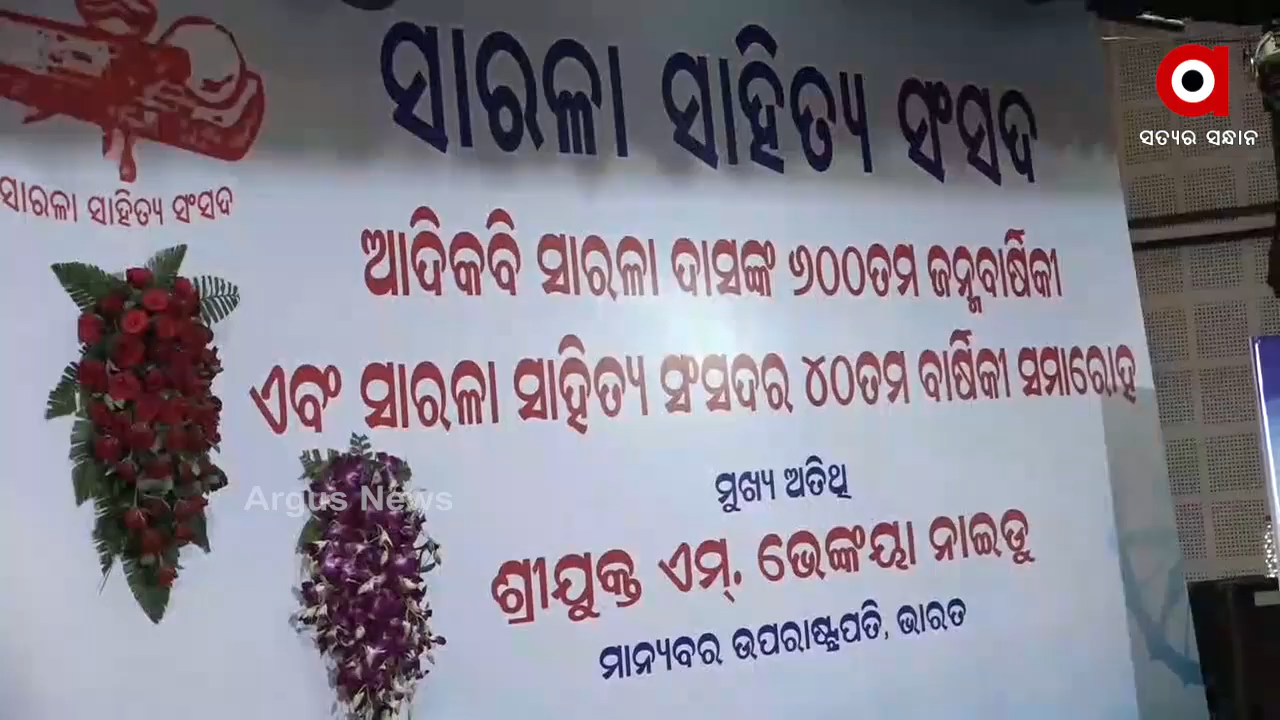 ସାରଳା ସାହିତ୍ୟ ସଂସଦ
ସତ୍ୟର ସନ୍ଧାନ
ସାରଳା ସାହିତ୍ୟ ସଂସଦ
ଆଦିକବି ସାରଳା ଦାସଙ୍କ ୬୦୦ତମ ଜନ୍ମବାର୍ଷିକୀ
ଏବଂ ସାରଳା ସାହିତ୍ୟ ସଂସଦର ୪୦ତମ ବାର୍ଷିକୀ ସମାରୋହ
ମୁଖ୍ୟ ଅତିଥି
Argus News
ଶ୍ରୀଯୁକ୍ତ ଏମ୍. ଭେଙ୍କୟା ନାଇଡୁ
ମାନ୍ୟବର ଉପରାଷ୍ଟ୍ରପତି, ଭାରତ